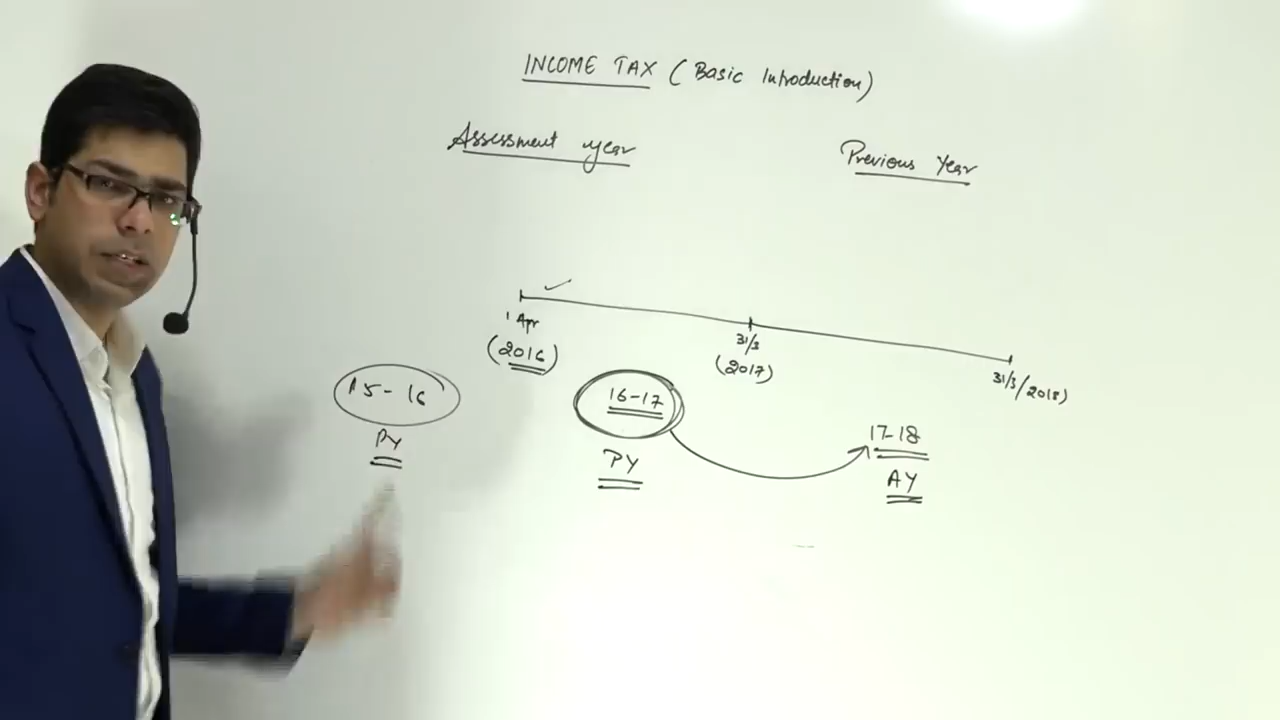 INCOME TAX (Basic Introduction)
Assessment year
Previous Year
1 Apr
(2016)
31/3
(2017)
31/3/2018)
15-16
PY
16-17
PY
17-18
AY